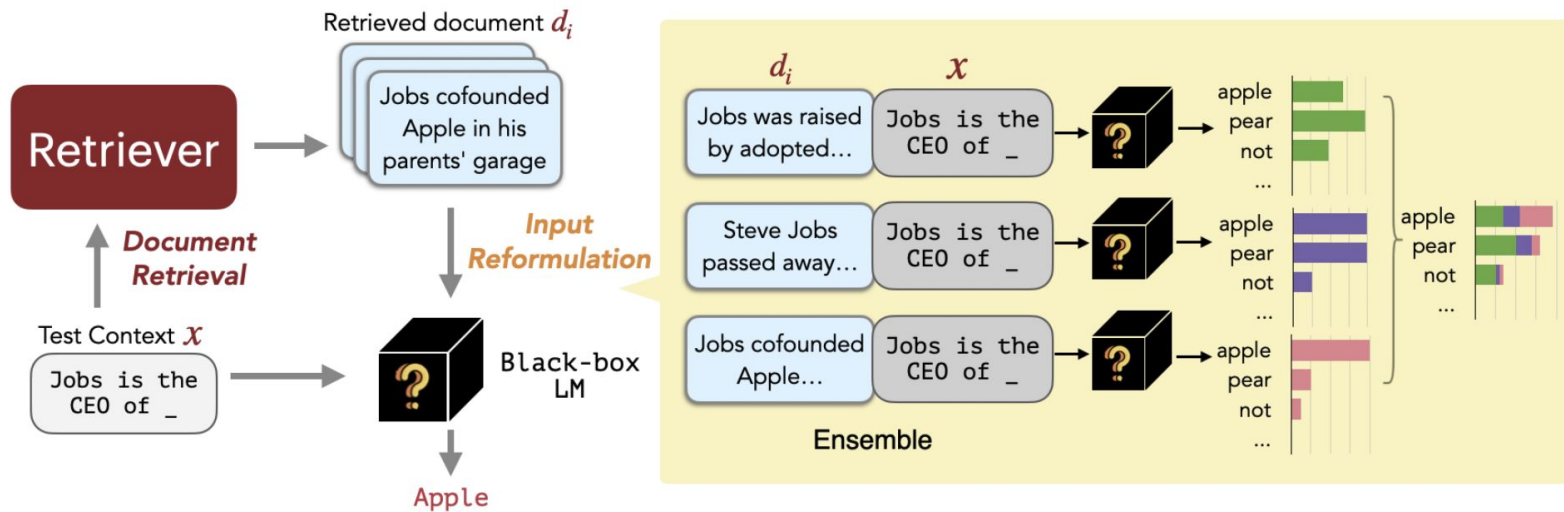 Retrieved document d_i
Jobs cofounded
Apple in his
parents' garage
Retriever
Document
Retrieval
Input
Reformulation
Test Context x
Jobs is the
CEO of _
?
Black-box
LM
Apple
d_i
x
Jobs was raised
by adopted...
Jobs is the
CEO of _
?
apple
pear
not
...
Steve Jobs
passed away...
Jobs is the
CEO of _
?
apple
pear
not
...
Jobs cofounded
Apple...
Jobs is the
CEO of _
?
apple
pear
not
...
Ensemble
apple
pear
not
...